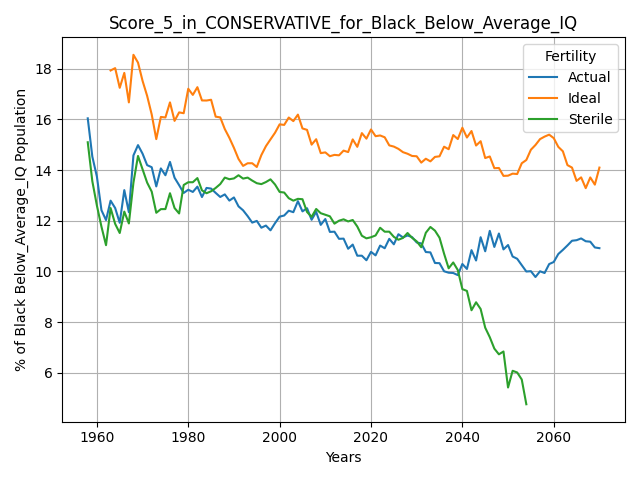 Score_5_in_CONSERVATIVE_for_Black_Below_Average_IQ
% of Black Below_Average_IQ Population
18
16
14
12
10
8
6
Fertility
Actual
Ideal
Sterile
1960
1980
2000
2020
2040
2060
Years